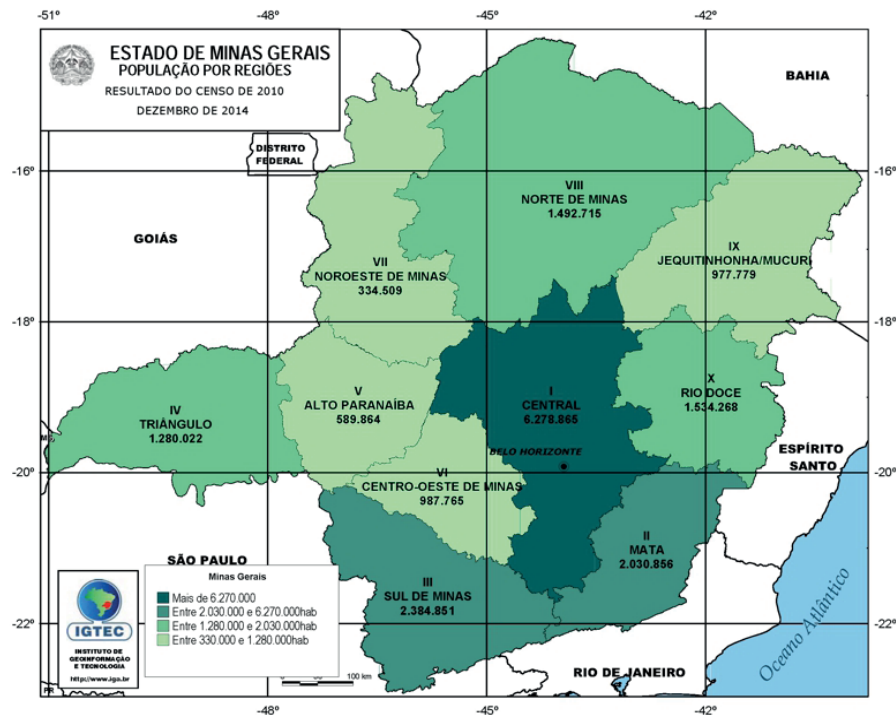 -51°
-48°
-45°
-42°
ESTADO DE MINAS GERAIS
POPULAÇÃO POR REGIÕES
RESULTADO DO CENSO DE 2010
DEZEMBRO DE 2014
BAHIA
DISTRITO
FEDERAL
-16°
-16°
VIII
NORTE DE MINAS
1.492.715
GOIÁS
IX
JEQUITINHONHA/MUCURI
977.779
VII
NOROESTE DE MINAS
334.509
-18°
-18°
V
ALTO PARANAÍBA
589.864
I
CENTRAL
6.278.865
X
RIO DOCE
1.534.268
IV
TRIÂNGULO
1.280.022
BELO HORIZONTE
ESPÍRITO
SANTO
-20°
-20°
VI
CENTRO-OESTE DE MINAS
987.765
II
MATA
2.030.856
SÃO PAULO
III
SUL DE MINAS
2.384.851
Minas Gerais
Mais de 6.270.000
Entre 2.030.000 e 6.270.000hab
Entre 1.280.000 e 2.030.000hab
Entre 330.000 e 1.280.000hab
IGTEC
INSTITUTO DE
GEOINFORMAÇÃO
E TECNOLOGIA
http://www.iga.br
-22°
-22°
Oceano Atlântico
RIO DE JANEIRO
100 km
PR
-48°
-45°
-42°